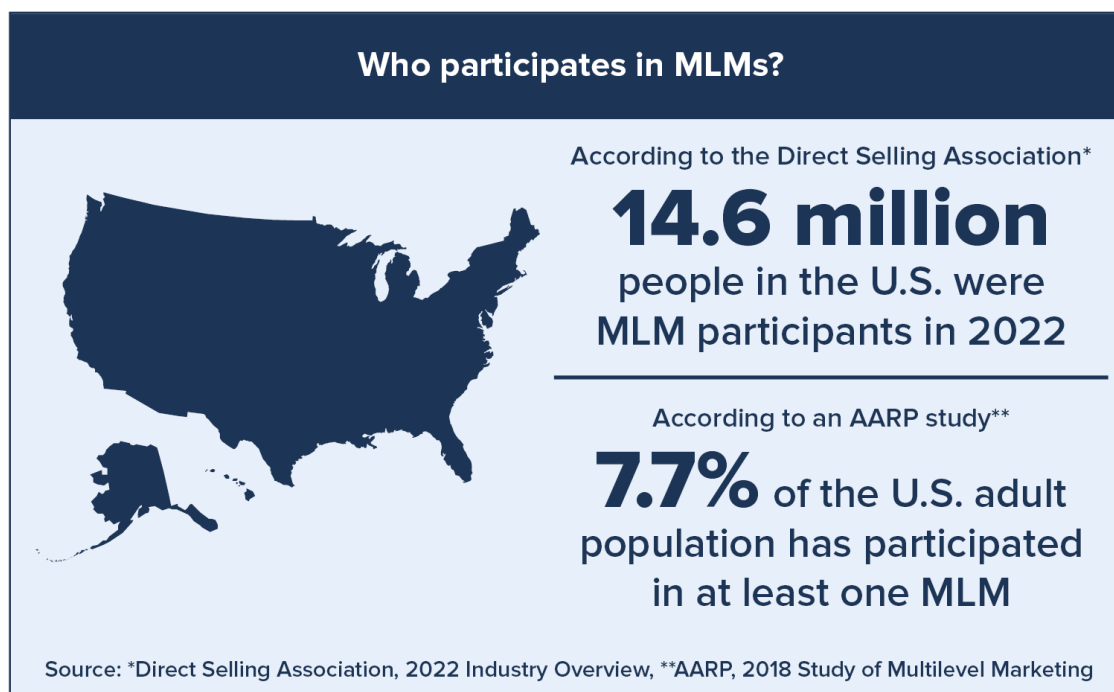 Who participates in MLMs?
According to the Direct Selling Association*
14.6 million
people in the U.S. were
MLM participants in 2022
According to an AARP study**
7.7% of the U.S. adult
population has participated
in at least one MLM
Source: *Direct Selling Association, 2022 Industry Overview, **AARP, 2018 Study of Multilevel Marketing